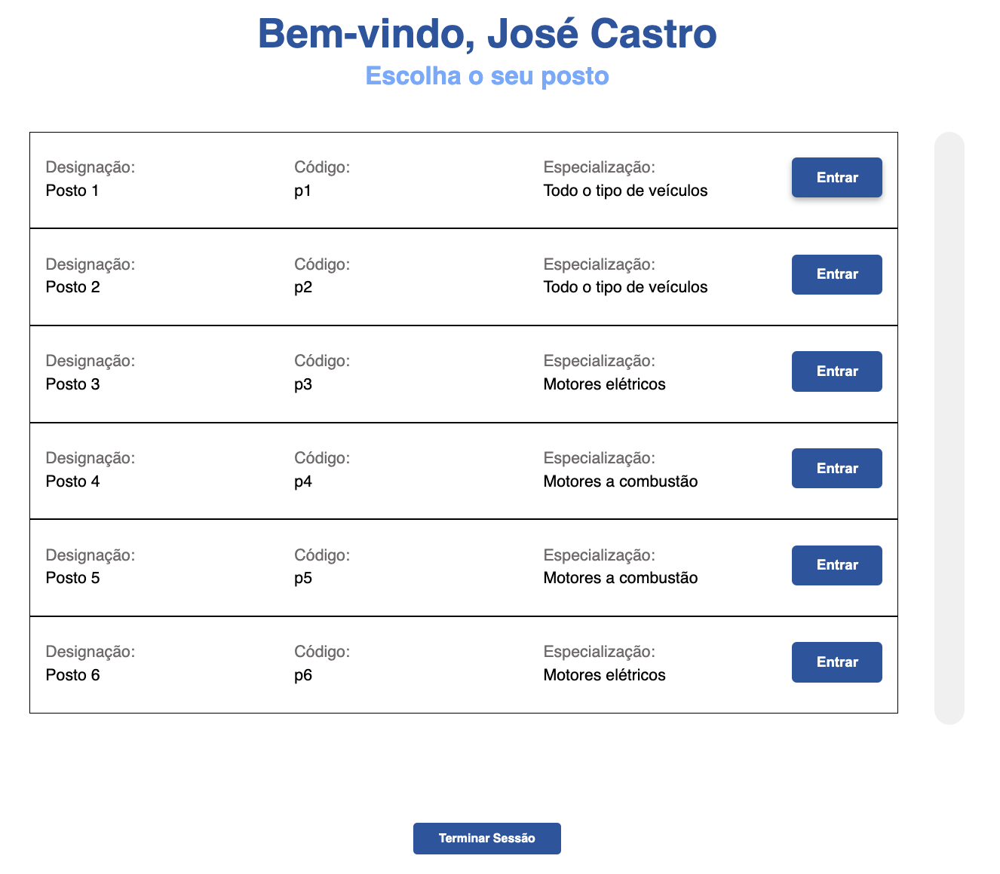 Bem-vindo, José Castro
Escolha o seu posto
Designação: Código: Especialização:
Posto 1 p1 Todo o tipo de veículos Entrar
Designação: Código: Especialização:
Posto 2 p2 Todo o tipo de veículos Entrar
Designação: Código: Especialização:
Posto 3 p3 Motores elétricos Entrar
Designação: Código: Especialização:
Posto 4 p4 Motores a combustão Entrar
Designação: Código: Especialização:
Posto 5 p5 Motores a combustão Entrar
Designação: Código: Especialização:
Posto 6 p6 Motores elétricos Entrar
Terminar Sessão